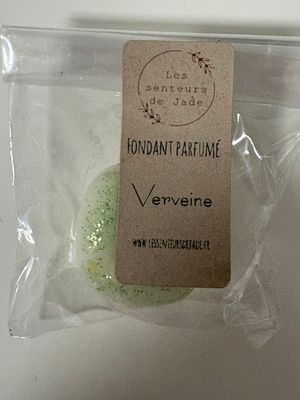 Les
senteurs
de Jade
FONDANT PARFUMÉ
Verveine
WWW.LESSENTEURSDEJADE.FR